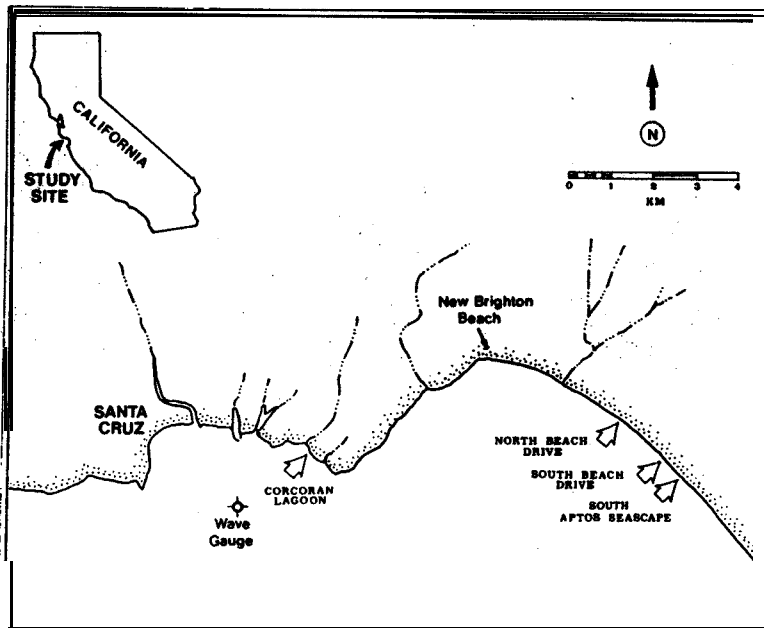 CALIFORNIA
STUDY
SITE
N
0 1 2 3 4
KM
New Brighton
Beach
SANTA
CRUZ
NORTH BEACH
DRIVE
CORCORAN
LAGOON
SOUTH BEACH
DRIVE
SOUTH
APTOS SEASCAPE
Wave
Gauge